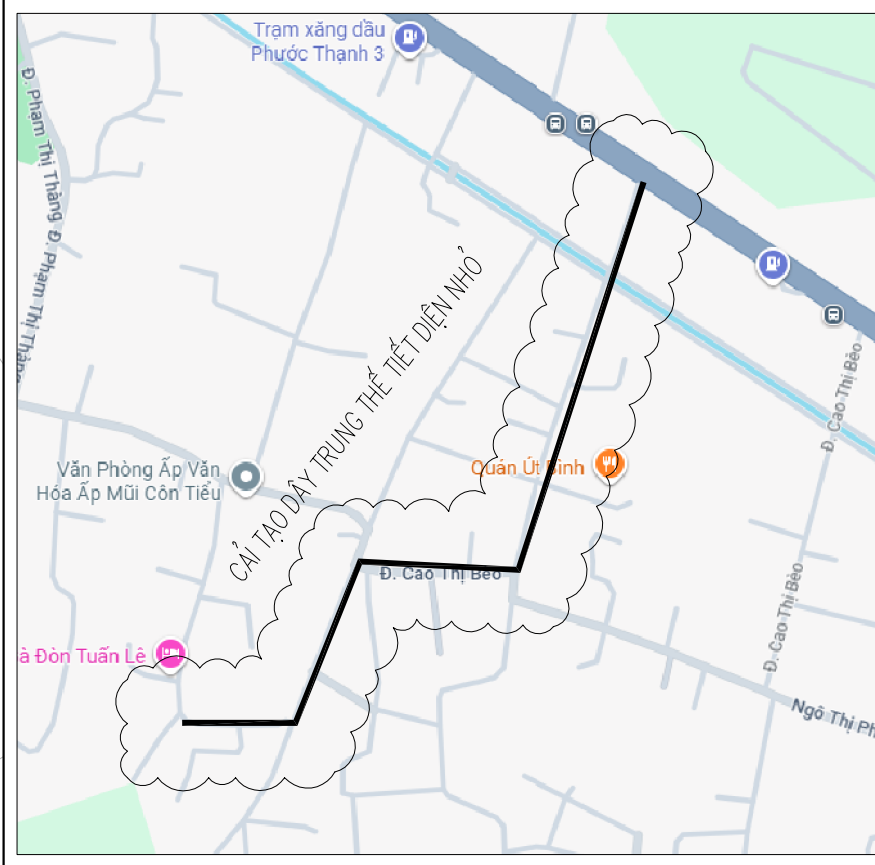 Trạm xăng dầu
Phước Thạnh 3
Đ. Phạm Thị Thàng
Đ. Phạm Thị Thàng
CẢI TẠO DÂY TRUNG THẾ TIẾT DIỆN NHỎ
Đ. Cao Thị Bèo
Văn Phòng Ấp Văn
Hóa Ấp Mũi Côn Tiểu
Quán Út Bình
Đ. Cao Thị Bèo
Đ. Cao Thị Bèo
à Đòn Tuấn Lê
Ngô Thị Ph